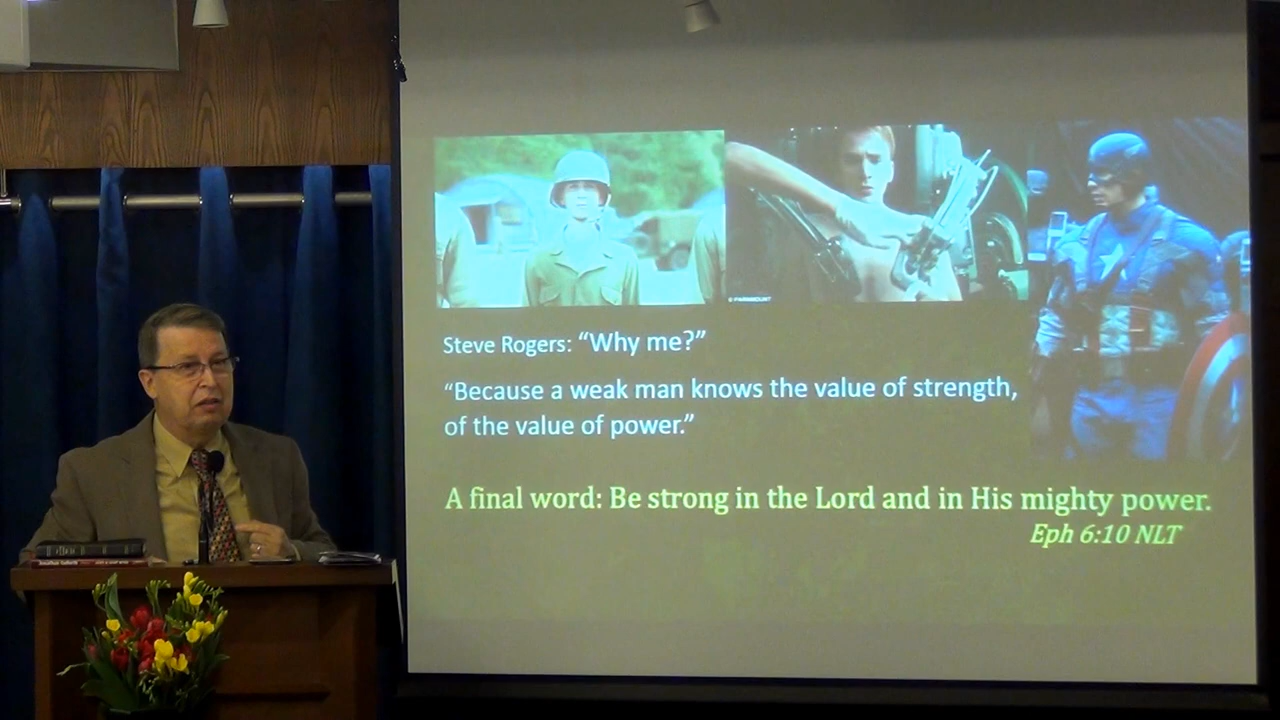 © PARAMOUNT
Steve Rogers: “Why me?”
“Because a weak man knows the value of strength,
of the value of power.”
A final word: Be strong in the Lord and in His mighty power.
Eph 6:10 NLT